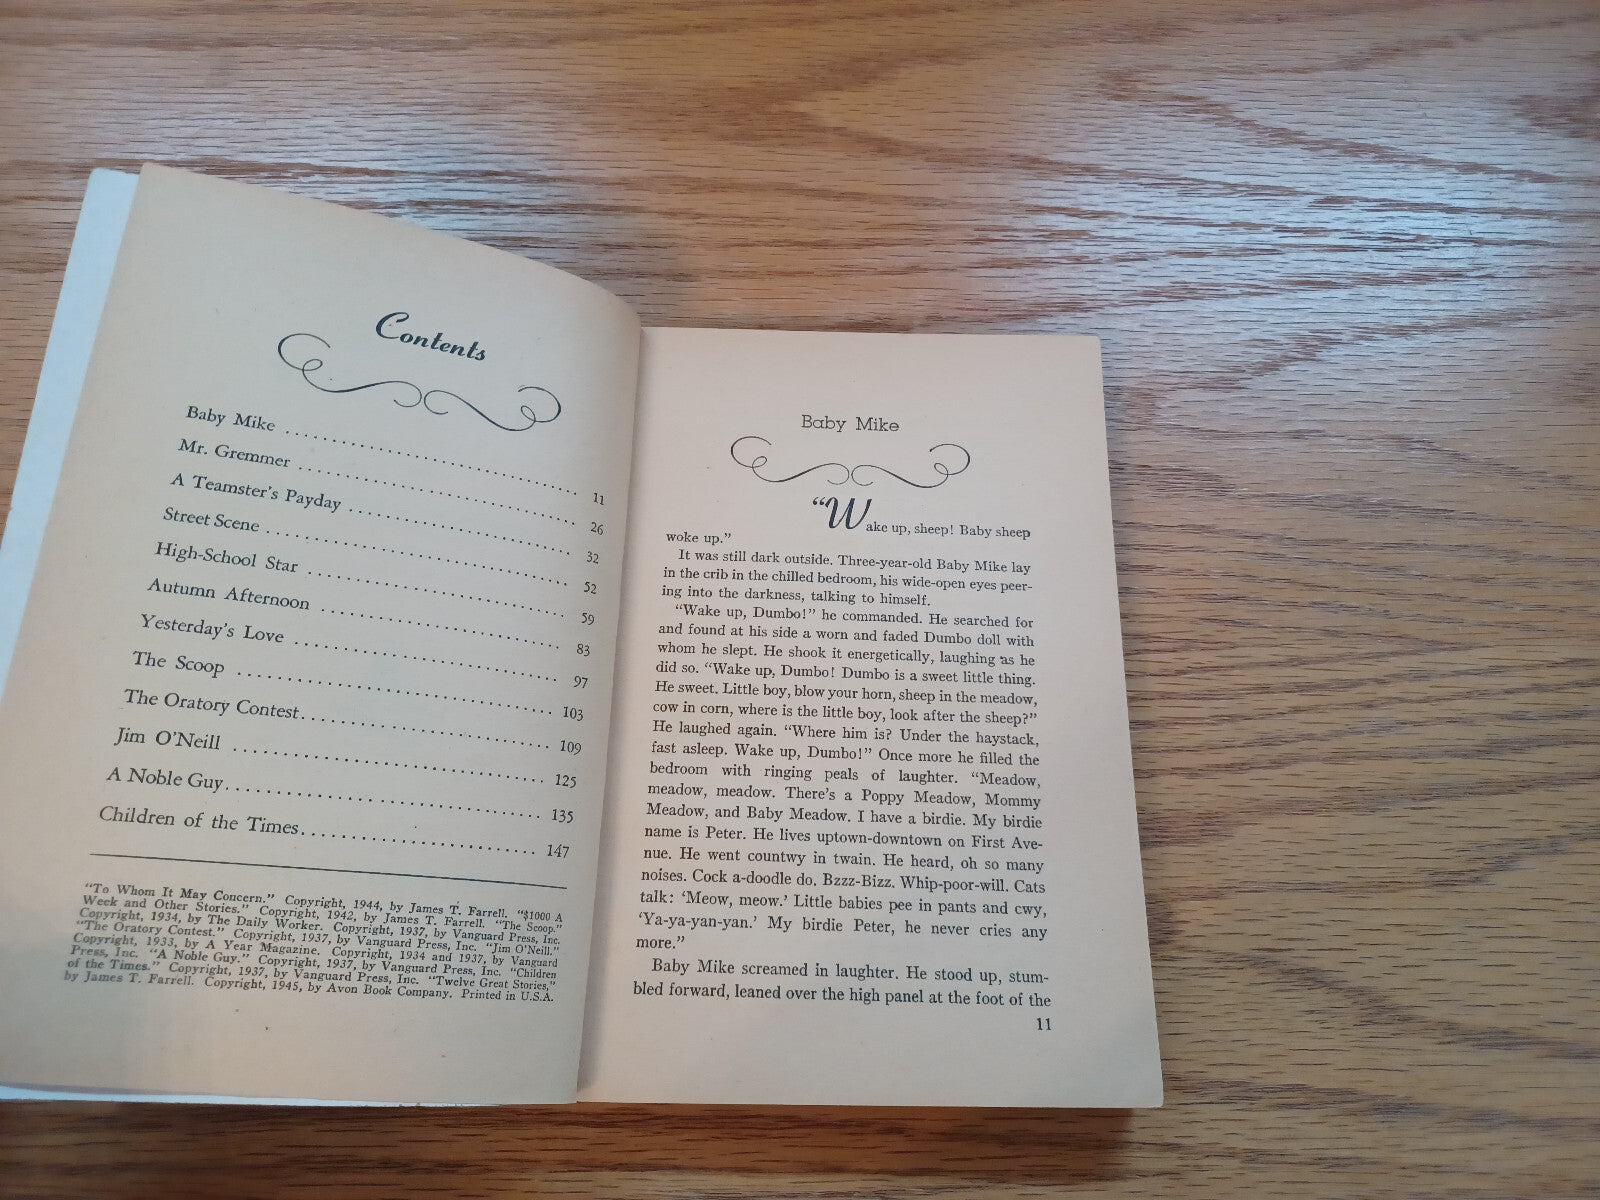 Contents
Baby Mike ........................ 11
Mr. Gremmer ........................ 26
A Teamster's Payday ........................ 32
Street Scene ........................ 52
High-School Star ........................ 59
Autumn Afternoon ........................ 83
Yesterday's Love ........................ 97
The Scoop ........................ 103
The Oratory Contest ........................ 109
Jim O'Neill ........................ 125
A Noble Guy ........................ 135
Children of the Times ........................ 147
"To Whom It May Concern." Copyright, 1944, by James T. Farrell. "$1000 A
Week and Other Stories." Copyright, 1942, by James T. Farrell. "The Scoop."
Copyright, 1934, by The Daily Worker. Copyright, 1937, by Vanguard Press, Inc.
"The Oratory Contest." Copyright, 1937, by Vanguard Press, Inc. "Jim O'Neill."
Copyright, 1933, by A Year Magazine. Copyright, 1934 and 1937, by Vanguard
Press, Inc. "A Noble Guy." Copyright, 1937, by Vanguard Press, Inc. "Children
of the Times." Copyright, 1937, by Vanguard Press, Inc. "Twelve Great Stories,"
by James T. Farrell. Copyright, 1945, by Avon Book Company. Printed in U.S.A.
Baby Mike
"Wake up, sheep! Baby sheep
woke up."
It was still dark outside. Three-year-old Baby Mike lay
in the crib in the chilled bedroom, his wide-open eyes peer-
ing into the darkness, talking to himself.
"Wake up, Dumbo!" he commanded. He searched for
and found at his side a worn and faded Dumbo doll with
whom he slept. He shook it energetically, laughing as he
did so. "Wake up, Dumbo! Dumbo is a sweet little thing.
He sweet. Little boy, blow your horn, sheep in the meadow,
cow in corn, where is the little boy, look after the sheep?"
He laughed again. "Where him is? Under the haystack,
fast asleep. Wake up, Dumbo!" Once more he filled the
bedroom with ringing peals of laughter. "Meadow,
meadow, meadow. There's a Poppy Meadow, Mommy
Meadow, and Baby Meadow. I have a birdie. My birdie
name is Peter. He lives uptown-downtown on First Ave-
nue. He went countwy in twain. He heard, oh so many
noises. Cock a-doodle do. Bzzz-Bizz. Whip-poor-will. Cats
talk: 'Meow, meow.' Little babies pee in pants and cwy,
'Ya-ya-yan-yan.' My birdie Peter, he never cries any
more."
Baby Mike screamed in laughter. He stood up, stum-
bled forward, leaned over the high panel at the foot of the
11